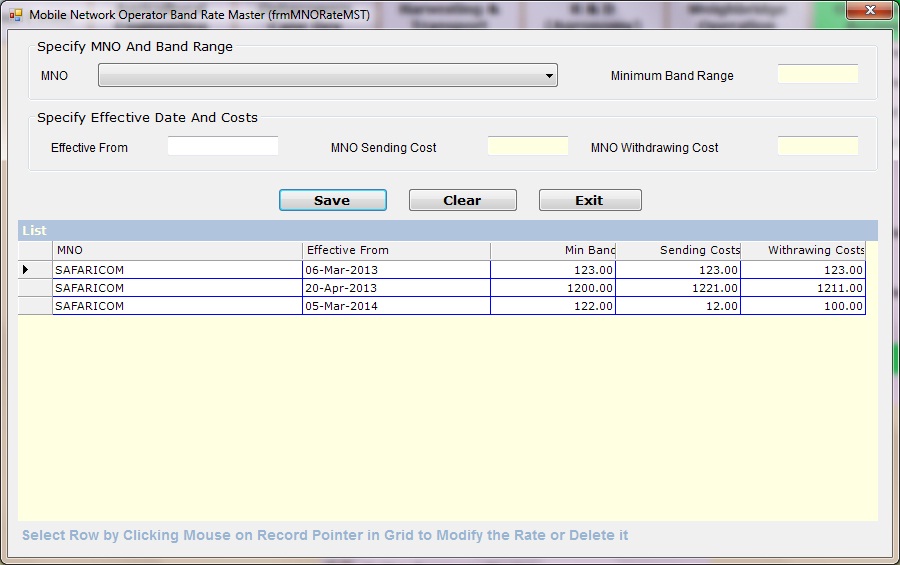 Mobile Network Operator Band Rate Master (frmMNORateMST)
Specify MNO And Band Range
MNO Minimum Band Range
Specify Effective Date And Costs
Effective From MNO Sending Cost MNO Withdrawing Cost
Save Clear Exit
List
MNO Effective From Min Band Sending Costs Withrawing Costs
SAFARICOM 06-Mar-2013 123.00 123.00 123.00
SAFARICOM 20-Apr-2013 1200.00 1221.00 1211.00
SAFARICOM 05-Mar-2014 122.00 12.00 100.00
Select Row by Clicking Mouse on Record Pointer in Grid to Modify the Rate or Delete it